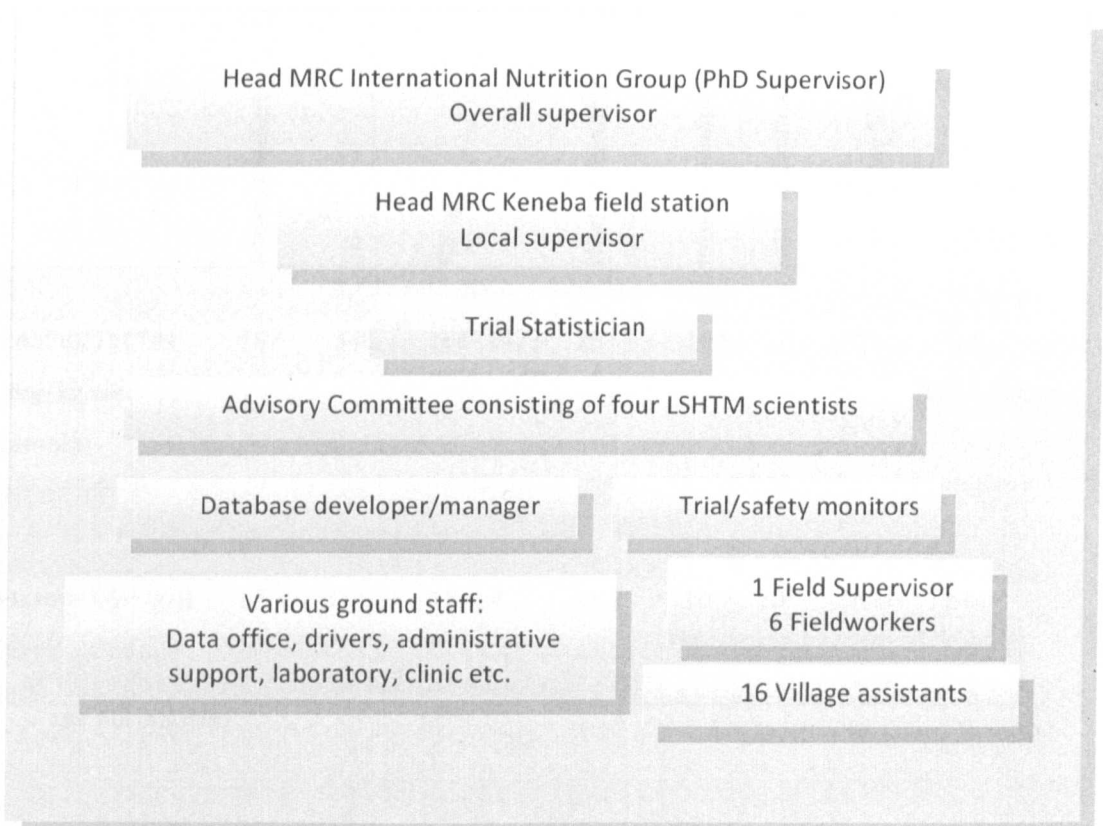 Head MRC International Nutrition Group (PhD Supervisor)
Overall supervisor
Head MRC Keneba field station
Local supervisor
Trial Statistician
Advisory Committee consisting of four LSHTM scientists
Database developer/manager
Trial/safety monitors
Various ground staff:
Data office, drivers, administrative
support, laboratory, clinic etc.
1 Field Supervisor
6 Fieldworkers
16 Village assistants